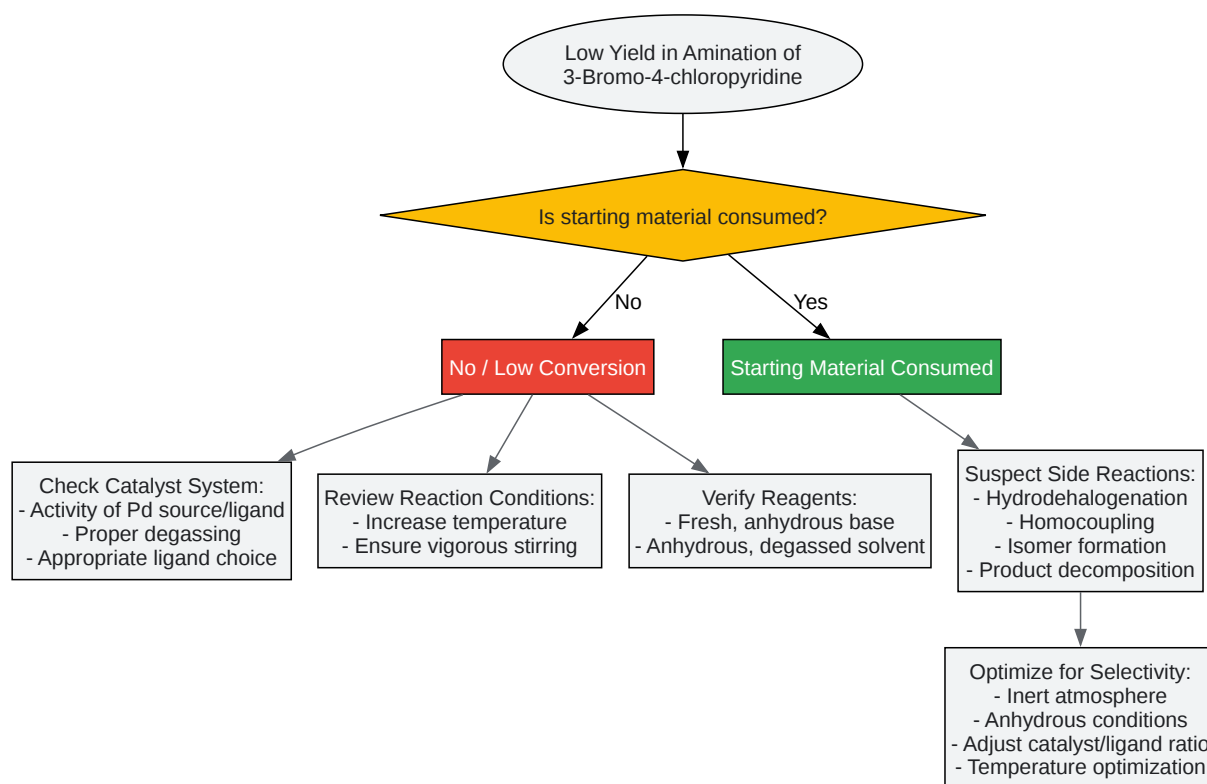 Low Yield in Amination of
3-Bromo-4-chloropyridine
Is starting material consumed?
No
Yes
No / Low Conversion
Starting Material Consumed
Check Catalyst System:
- Activity of Pd source/ligand
- Proper degassing
- Appropriate ligand choice
Review Reaction Conditions:
- Increase temperature
- Ensure vigorous stirring
Verify Reagents:
- Fresh, anhydrous base
- Anhydrous, degassed solvent
Suspect Side Reactions:
- Hydrodehalogenation
- Homocoupling
- Isomer formation
- Product decomposition
Optimize for Selectivity:
- Inert atmosphere
- Anhydrous conditions
- Adjust catalyst/ligand ratio
- Temperature optimization